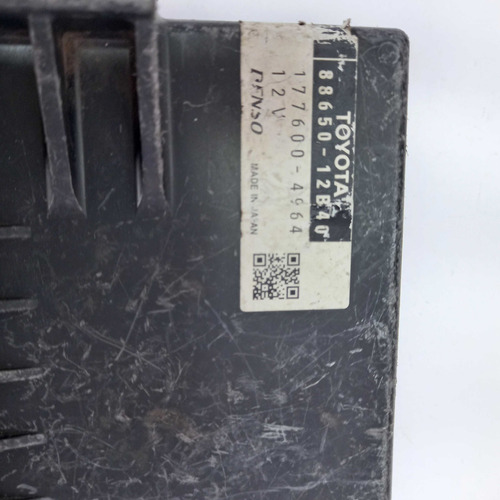 TOYOTA
88650-12B40
177600-4964
12V
DENSO
MADE IN JAPAN